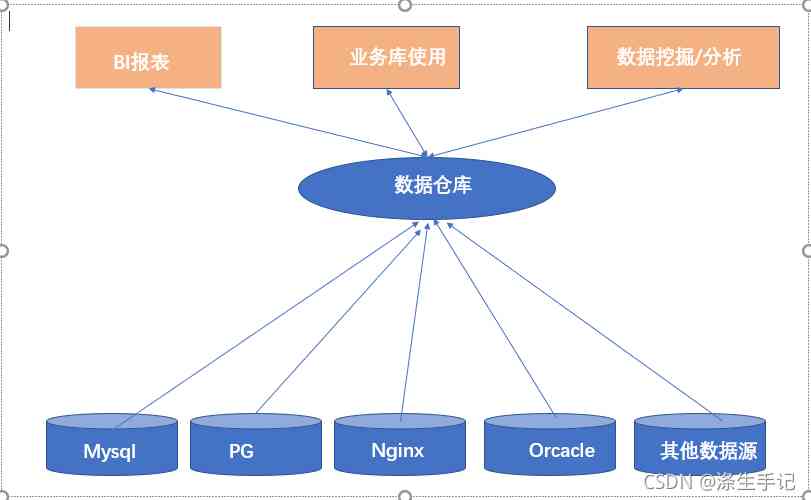 BI报表
业务库使用
数据挖掘/分析
数据仓库
Mysql
PG
Nginx
Orcacle
其他数据源
CSDN @涤生手记